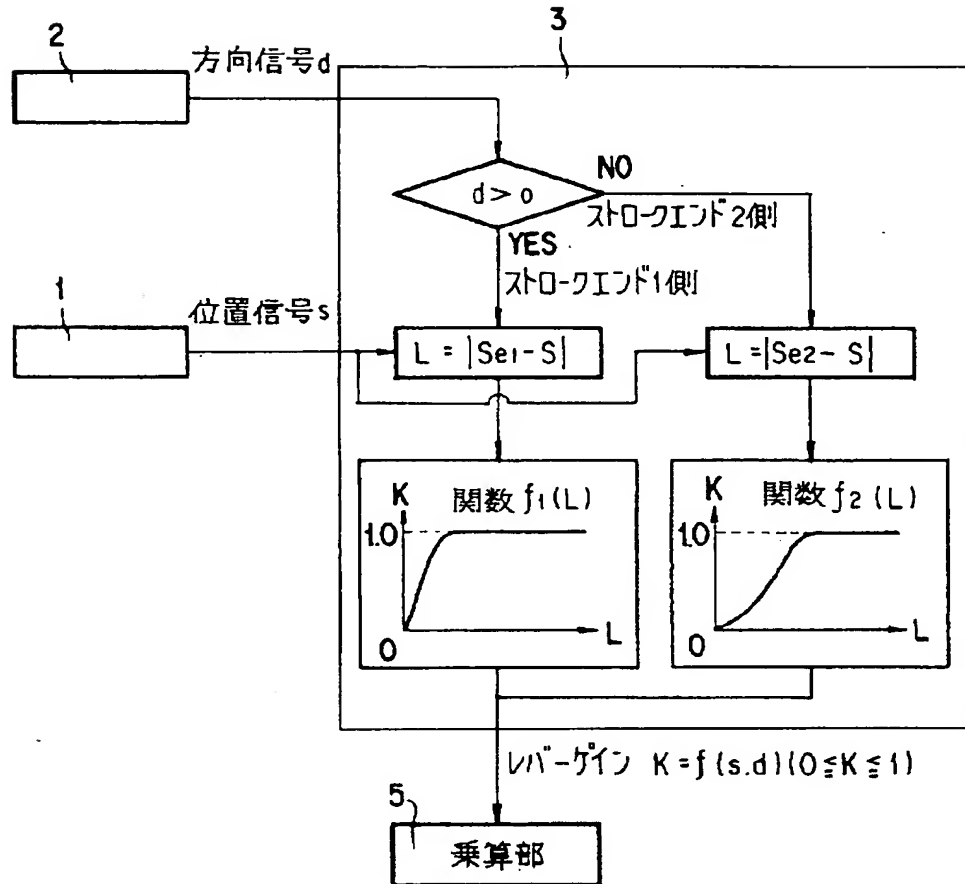 2
方向信号d
3
d > 0
NO
ストロークエンド2側
YES
ストロークエンド1側
1
位置信号s
L = |Se1-S|
L =|Se2- S|
K
関数 f1(L)
1.0
0
L
K
関数 f2(L)
1.0
0
L
レバーゲイン K=f(s.d)(0≦K≦1)
5
乗算部